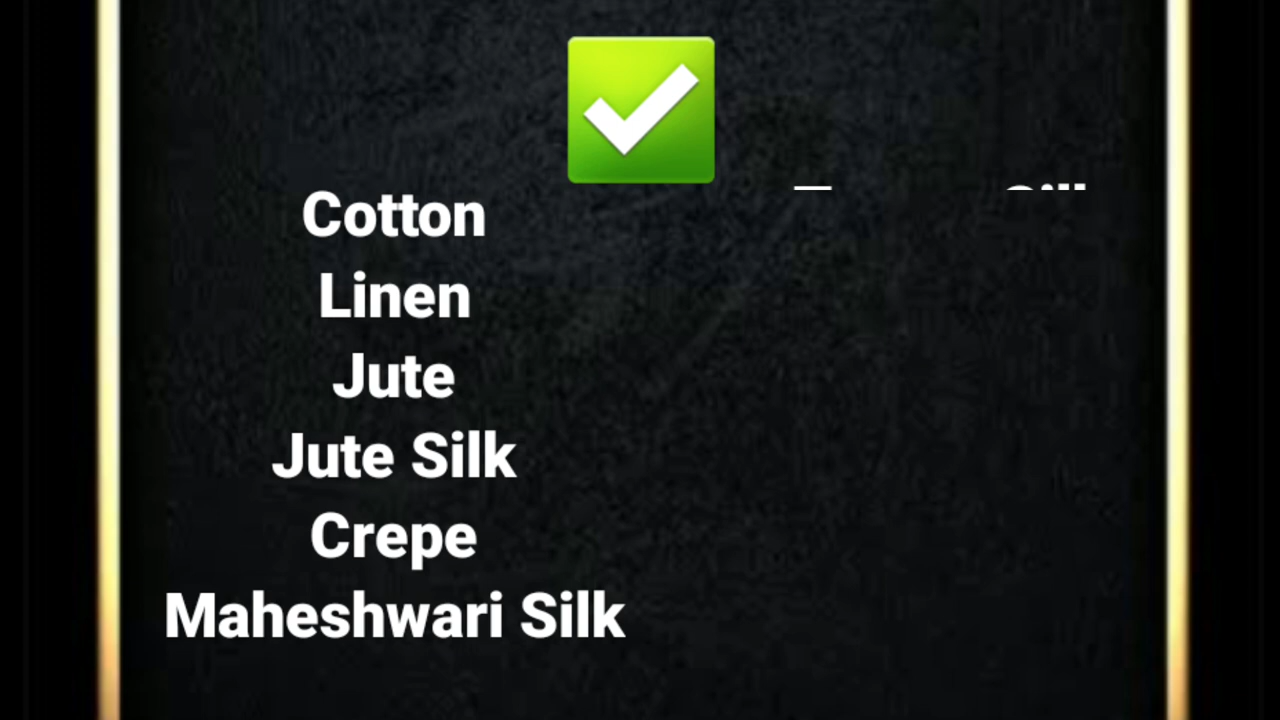 Cotton
Linen
Jute
Jute Silk
Crepe
Maheshwari Silk